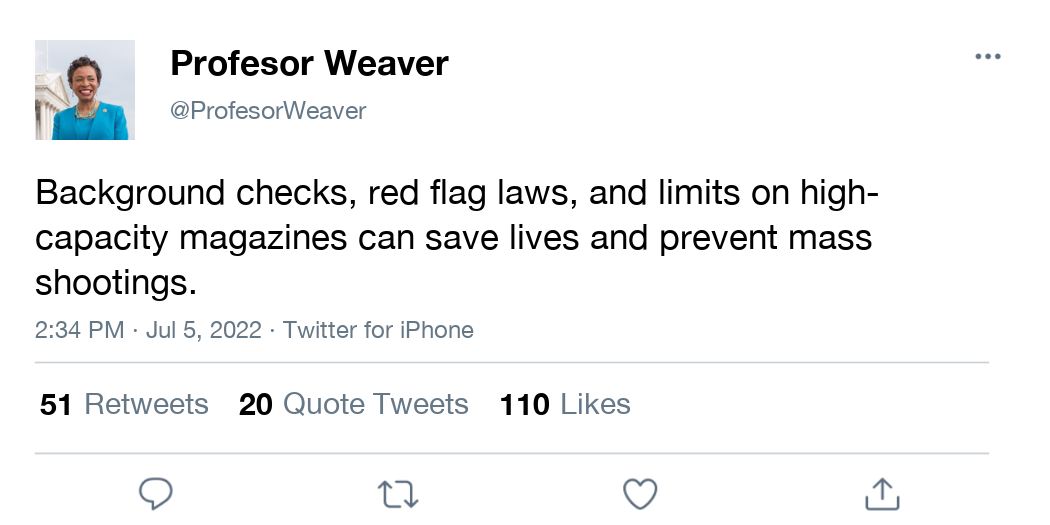 Profesor Weaver
@ProfesorWeaver
Background checks, red flag laws, and limits on high-
capacity magazines can save lives and prevent mass
shootings.
2:34 PM · Jul 5, 2022 · Twitter for iPhone
51 Retweets 20 Quote Tweets 110 Likes